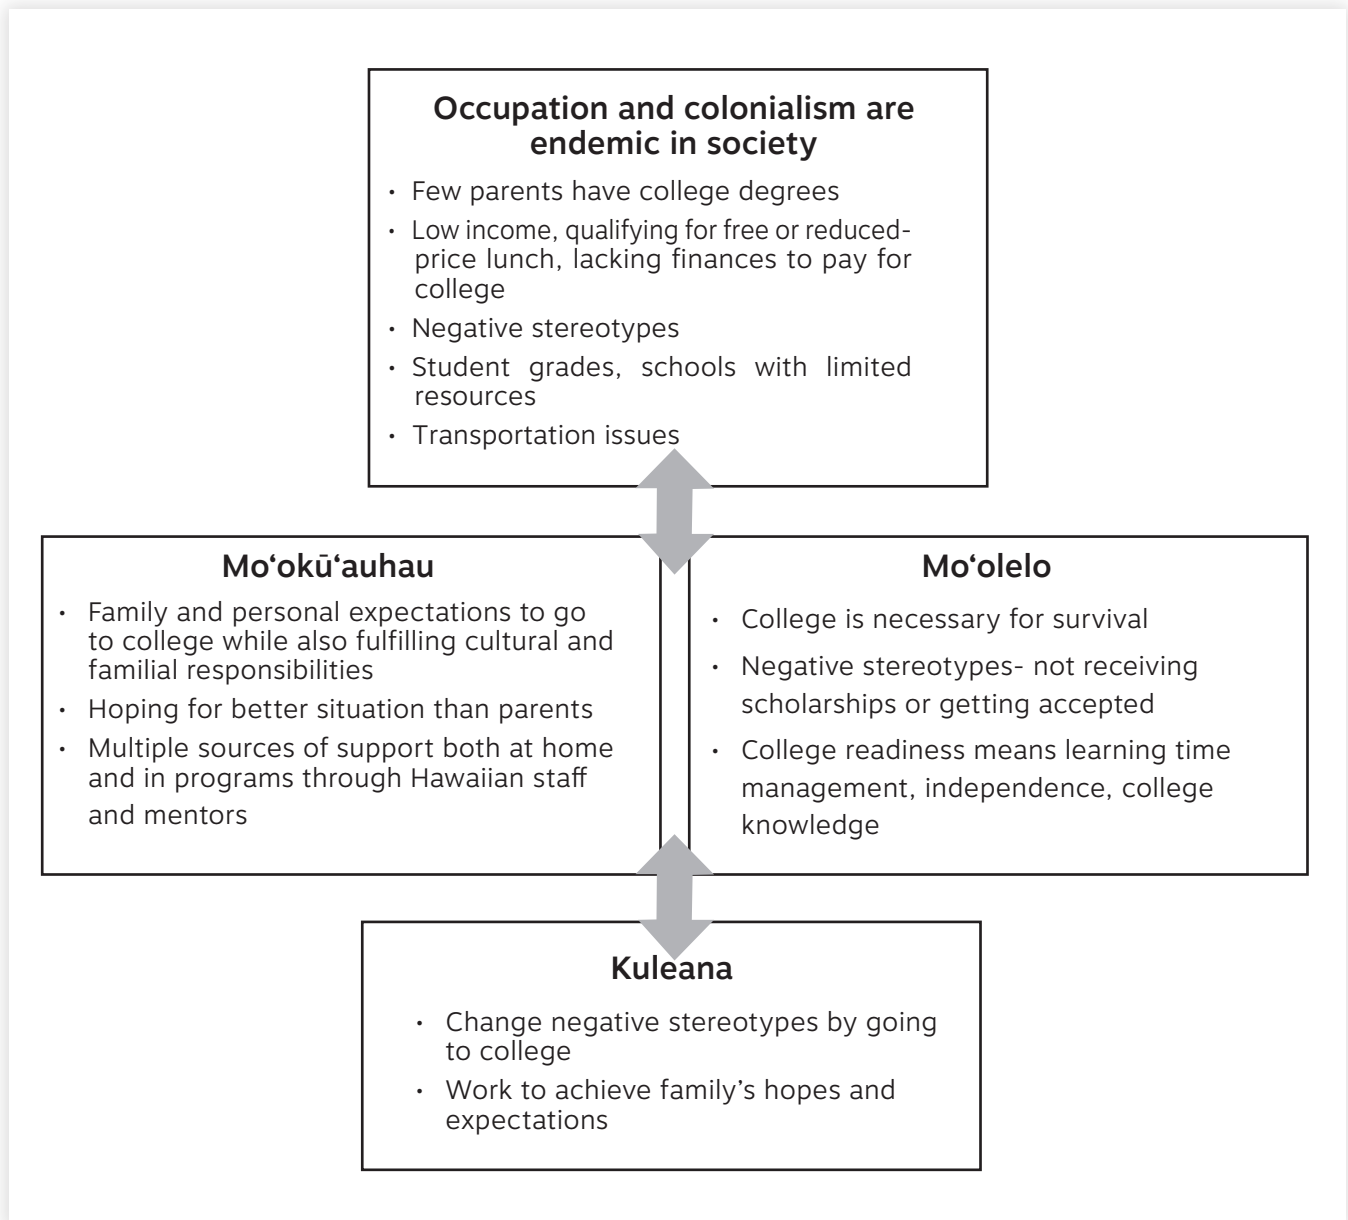 Occupation and colonialism are
endemic in society
· Few parents have college degrees
· Low income, qualifying for free or reduced-
price lunch, lacking finances to pay for
college
· Negative stereotypes
· Student grades, schools with limited
resources
· Transportation issues
Mo‘okū‘auhau
· Family and personal expectations to go
to college while also fulfilling cultural and
familial responsibilities
· Hoping for better situation than parents
· Multiple sources of support both at home
and in programs through Hawaiian staff
and mentors
Mo‘olelo
· College is necessary for survival
· Negative stereotypes- not receiving
scholarships or getting accepted
· College readiness means learning time
management, independence, college
knowledge
Kuleana
· Change negative stereotypes by going
to college
· Work to achieve family’s hopes and
expectations